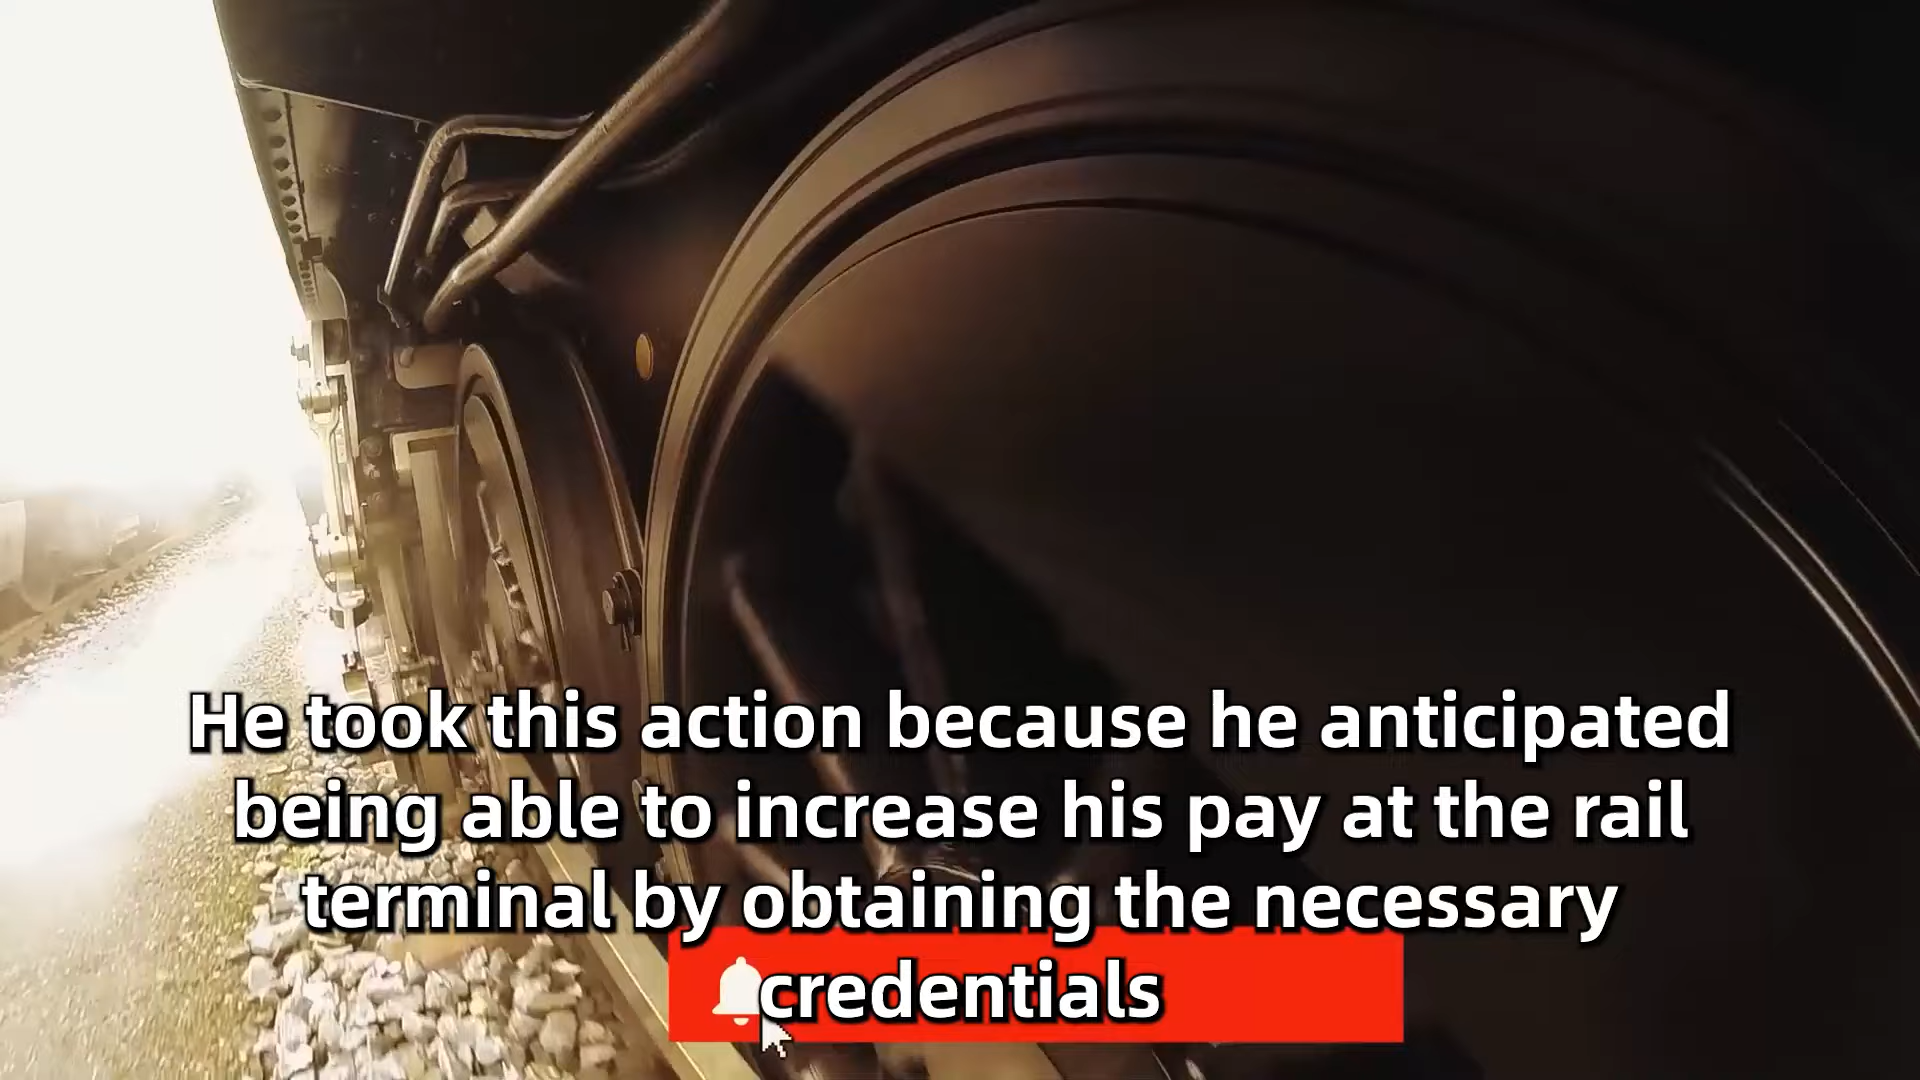 He took this action because he anticipated
being able to increase his pay at the rail
terminal by obtaining the necessary
credentials